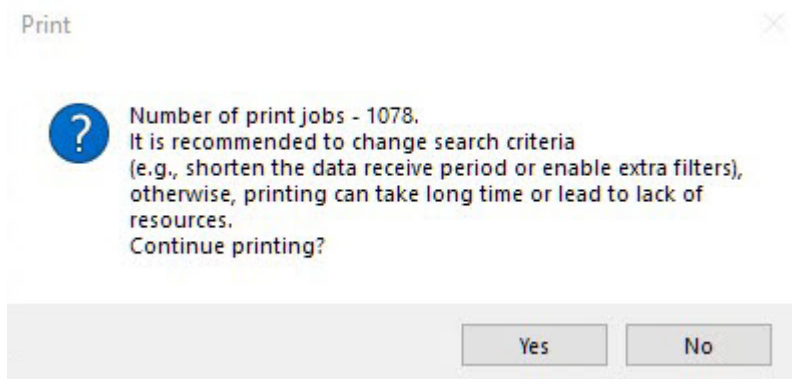 Print
Number of print jobs - 1078.
It is recommended to change search criteria
(e.g., shorten the data receive period or enable extra filters),
otherwise, printing can take long time or lead to lack of
resources.
Continue printing?
Yes
No